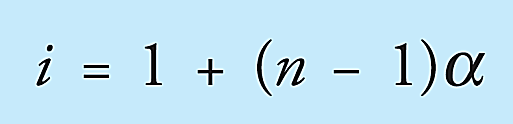 i = 1 + (n − 1)α